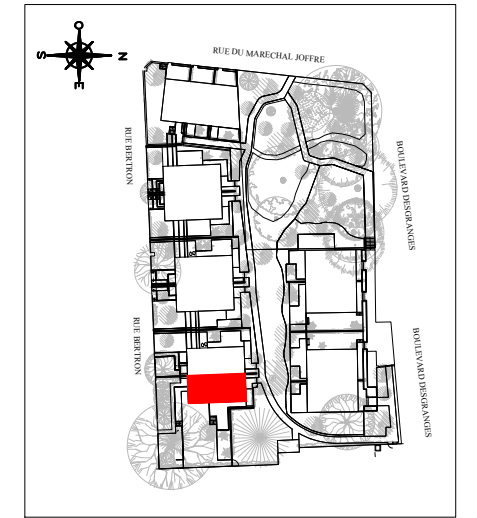 O
S
N
E
RUE DU MARECHAL JOFFRE
RUE BERTRON
BOULEVARD DESGRANGES
RUE BERTRON
BOULEVARD DESGRANGES